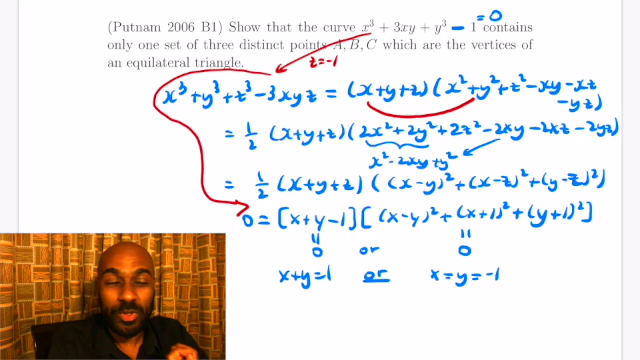 (Putnam 2006 B1) Show that the curve x³ + 3xy + y³ − 1 = 0 contains
only one set of three distinct points A, B, C which are the vertices of
an equilateral triangle.
z=-1
x³+y³+z³-3xyz = (x+y+z)(x²+y²+z²-xy-xz-yz)
= 1/2 (x+y+z)(2x²+2y²+2z²-2xy-2xz-2yz)
x²-2xy+y²
= 1/2 (x+y+z)((x-y)²+(x-z)²+(y-z)²)
0=[x+y-1][(x-y)²+(x+1)²+(y+1)²]
0 or 0
x+y=1 or x=y=-1